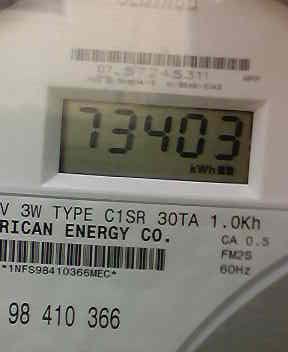 73403
kWh
V 3W TYPE C1SR 30TA 1.0Kh
RICAN ENERGY CO.
CA 0.5
FM2S
60Hz
*1NFS98410366MEC*
98 410 366